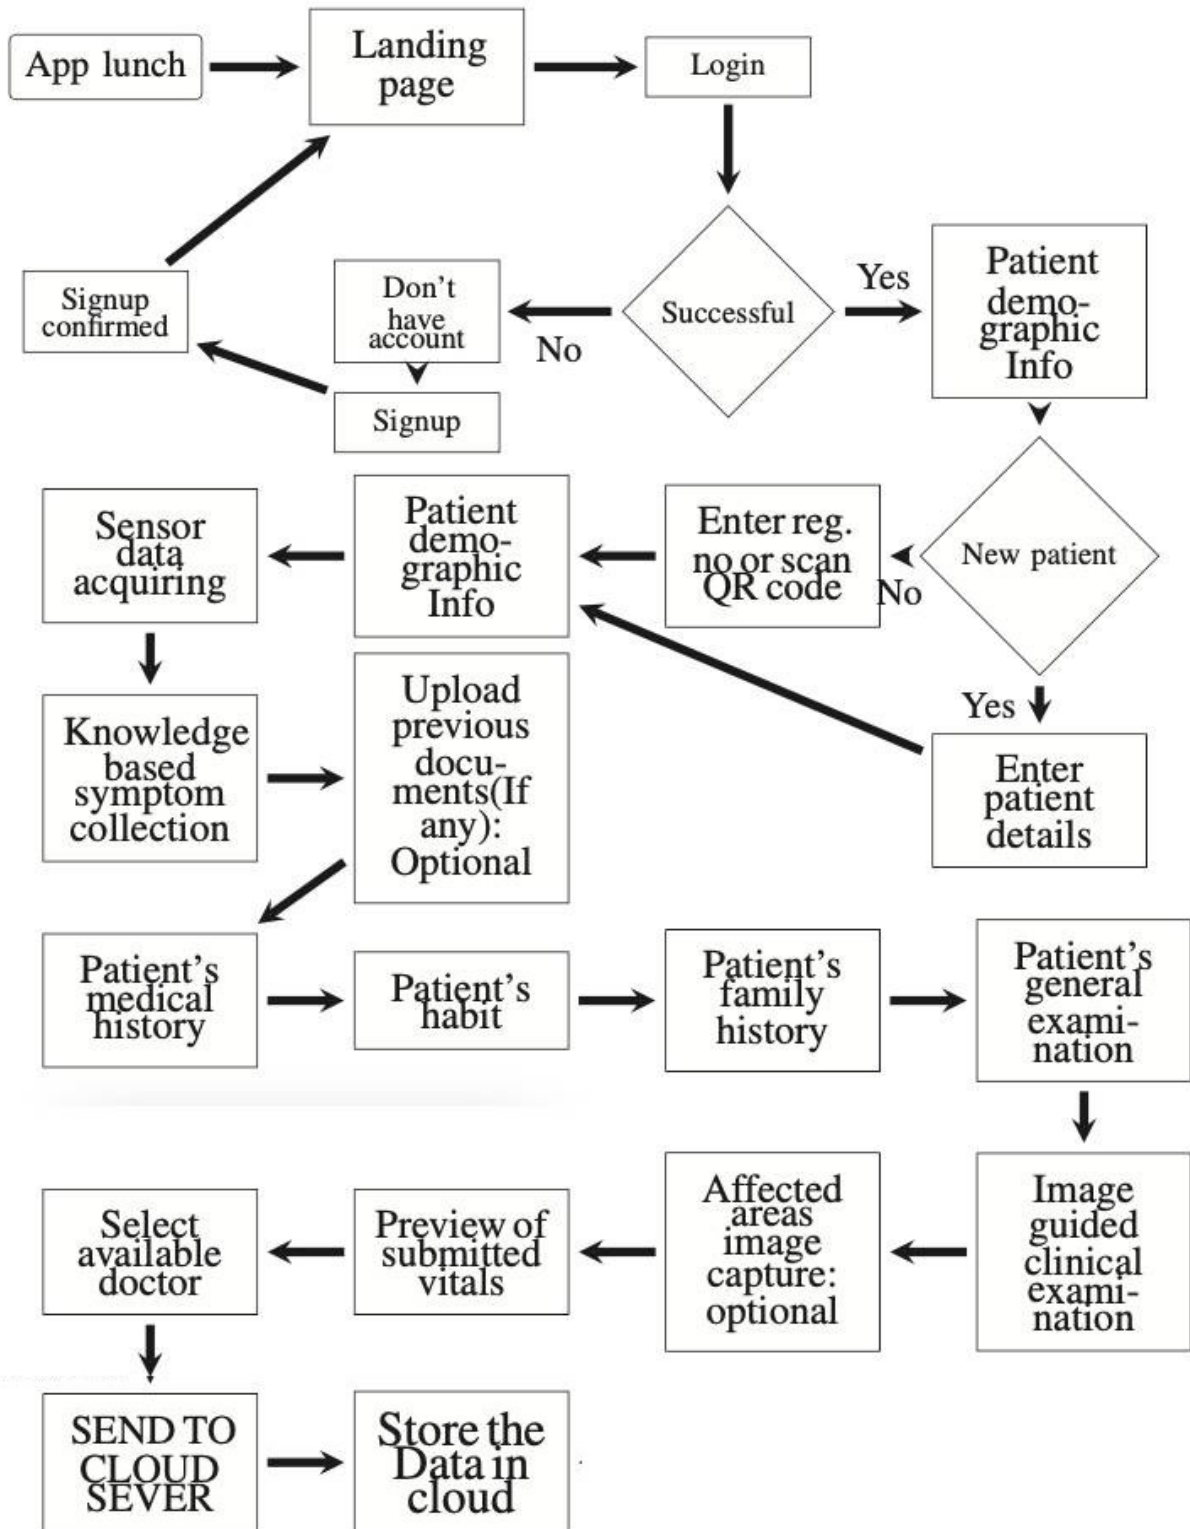 App lunch
Landing
page
Login
Successful
Yes
No
Patient
demo-
graphic
Info
Don't
have
account
Signup
confirmed
Signup
New patient
No
Yes
Enter reg.
no or scan
QR code
Patient
demo-
graphic
Info
Sensor
data
acquiring
Enter
patient
details
Knowledge
based
symptom
collection
Upload
previous
docu-
ments(If
any):
Optional
Patient's
medical
history
Patient's
habit
Patient's
family
history
Patient's
general
exami-
nation
Image
guided
clinical
exami-
nation
Affected
areas
image
capture:
optional
Preview of
submitted
vitals
Select
available
doctor
SEND TO
CLOUD
SEVER
Store the
Data in
cloud